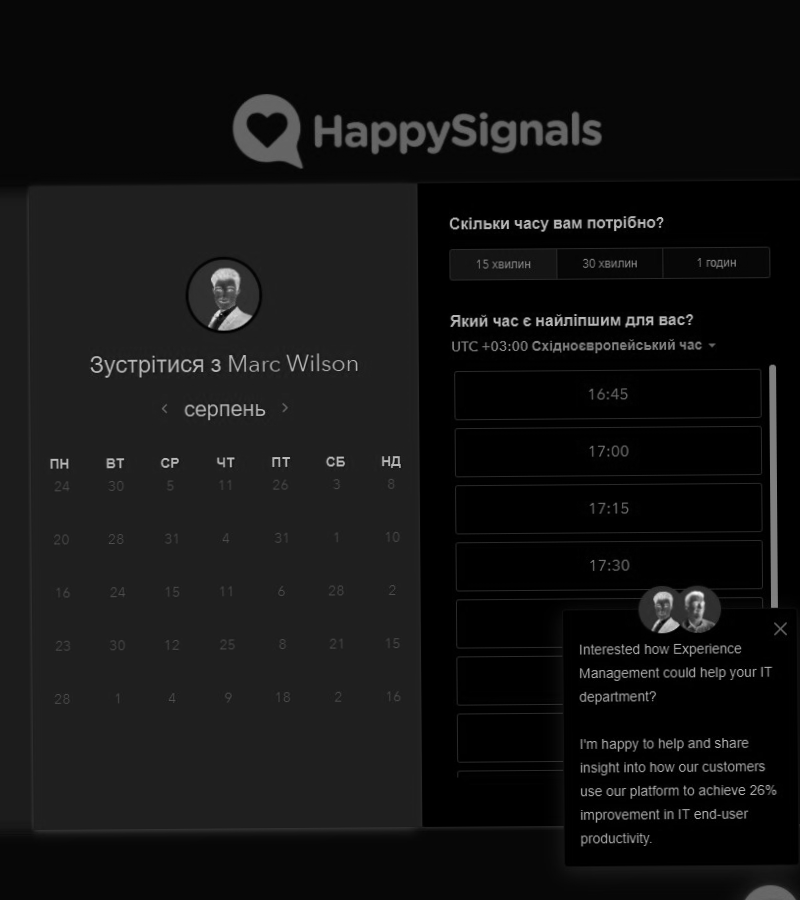 HappySignals
Зустрітися з Marc Wilson
серпень
ПН ВТ СР ЧТ ПТ СБ НД
24 30 5 11 26 3 8
20 28 31 4 31 1 10
16 24 15 11 6 28 2
23 30 12 25 8 21 15
28 1 4 9 18 2 16
Скільки часу вам потрібно?
15 хвилин 30 хвилин 1 годин
Який час є найліпшим для вас?
UTC +03:00 Східноєвропейський час
16:45
17:00
17:15
17:30
Interested how Experience
Management could help your IT
department?
I'm happy to help and share
insight into how our customers
use our platform to achieve 26%
improvement in IT end-user
productivity.